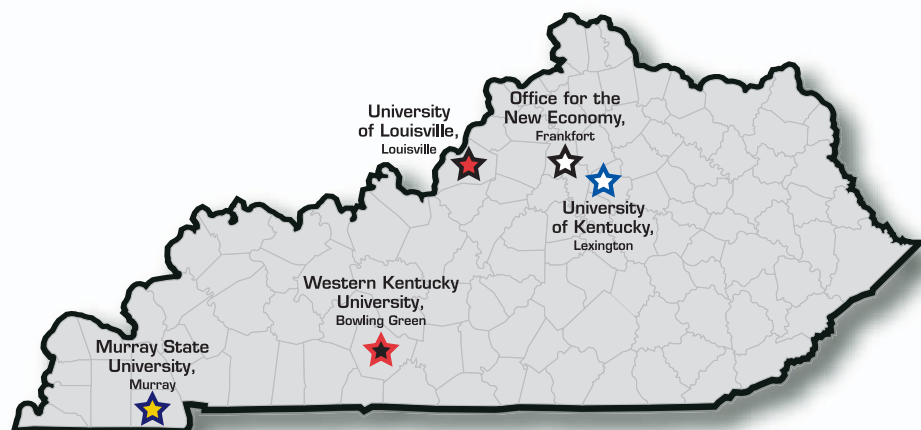 University
of Louisville,
Louisville
Office for the
New Economy,
Frankfort
University
of Kentucky,
Lexington
Western Kentucky
University,
Bowling Green
Murray State
University,
Murray